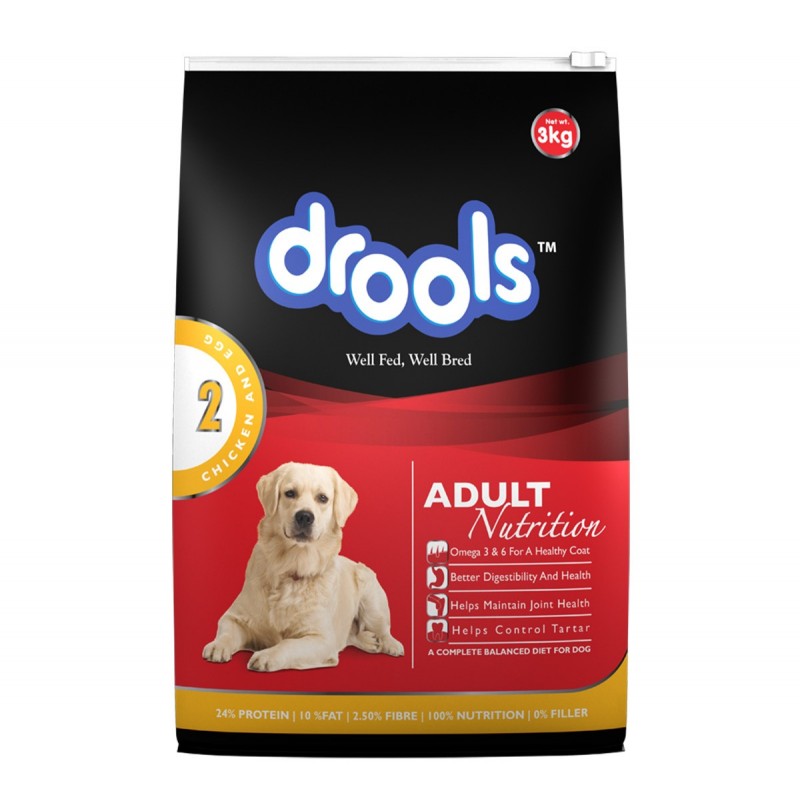 Net wt.
3kg
drools™
Well Fed, Well Bred
2
CHICKEN AND EGG
ADULT
Nutrition
Omega 3 & 6 For A Healthy Coat
Better Digestibility And Health
Helps Maintain Joint Health
Helps Control Tartar
A COMPLETE BALANCED DIET FOR DOG
24% PROTEIN | 10 %FAT | 2.50% FIBRE | 100% NUTRITION | 0% FILLER